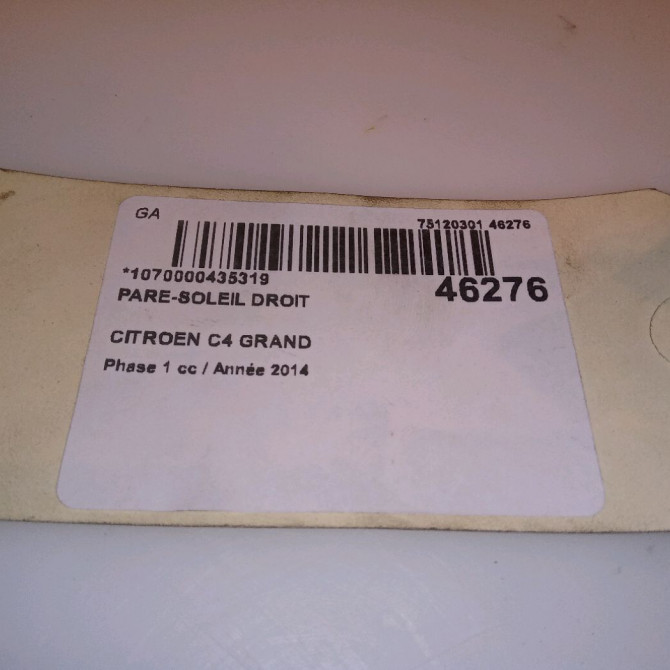 GA
75120301 46276
*1070000435319
46276
PARE-SOLEIL DROIT
CITROEN C4 GRAND
Phase 1 cc / Année 2014